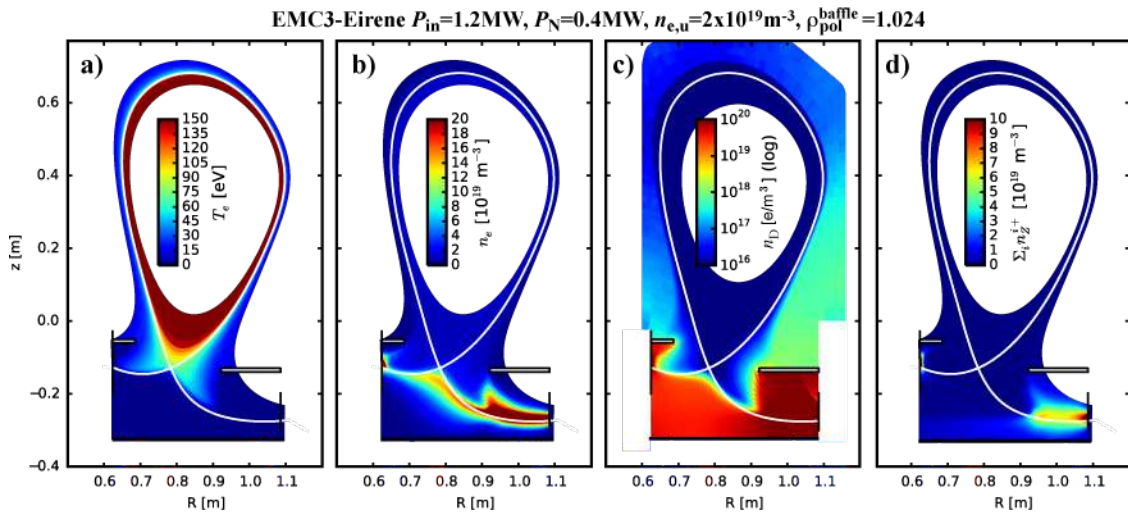 EMC3-Eirene P_in=1.2MW, P_N=0.4MW, n_e,u=2x10^19m^-3, ρ_pol^baffle=1.024
a)
b)
c)
d)
150
135
120
105
90
75
60
45
30
15
0
T_e [eV]
20
18
16
14
12
10
8
6
4
2
0
n_e [10^19 m^-3]
10^20
10^19
10^18
10^17
10^16
n_D [e/m^3] (log)
10
9
8
7
6
5
4
3
2
1
0
Σ_i n_Z^i+ [10^19 m^-3]
z [m]
0.6
0.4
0.2
0.0
−0.2
−0.4
0.6 0.7 0.8 0.9 1.0 1.1
0.6 0.7 0.8 0.9 1.0 1.1
0.6 0.7 0.8 0.9 1.0 1.1
0.6 0.7 0.8 0.9 1.0 1.1
R [m]
R [m]
R [m]
R [m]